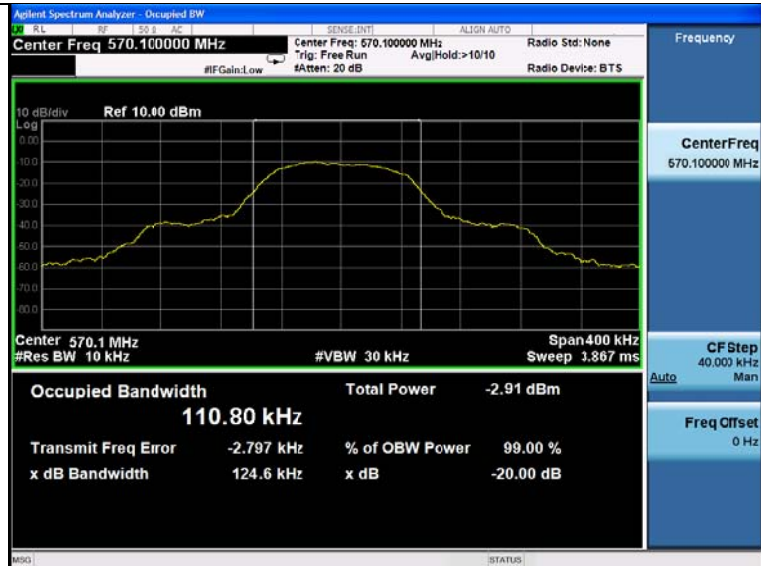 Agilent Spectrum Analyzer - Occupied BW
RL RF 50 Ω AC SENSE:INT ALIGN AUTO
Center Freq 570.100000 MHz
Center Freq: 570.100000 MHz
Radio Std: None
Trig: Free Run Avg|Hold:>10/10
#IFGain:Low
#Atten: 20 dB
Radio Device: BTS
Frequency
10 dB/div Ref 10.00 dBm
Log
0.00
-10.0
-20.0
-30.0
-40.0
-50.0
-60.0
-70.0
-80.0
Center 570.1 MHz
Span 400 kHz
#Res BW 10 kHz
#VBW 30 kHz
Sweep 3.867 ms
Center Freq
570.100000 MHz
CF Step
40.000 kHz
Auto Man
Freq Offset
0 Hz
Occupied Bandwidth
110.80 kHz
Total Power -2.91 dBm
Transmit Freq Error -2.797 kHz
% of OBW Power 99.00 %
x dB Bandwidth 124.6 kHz
x dB -20.00 dB
MSG STATUS